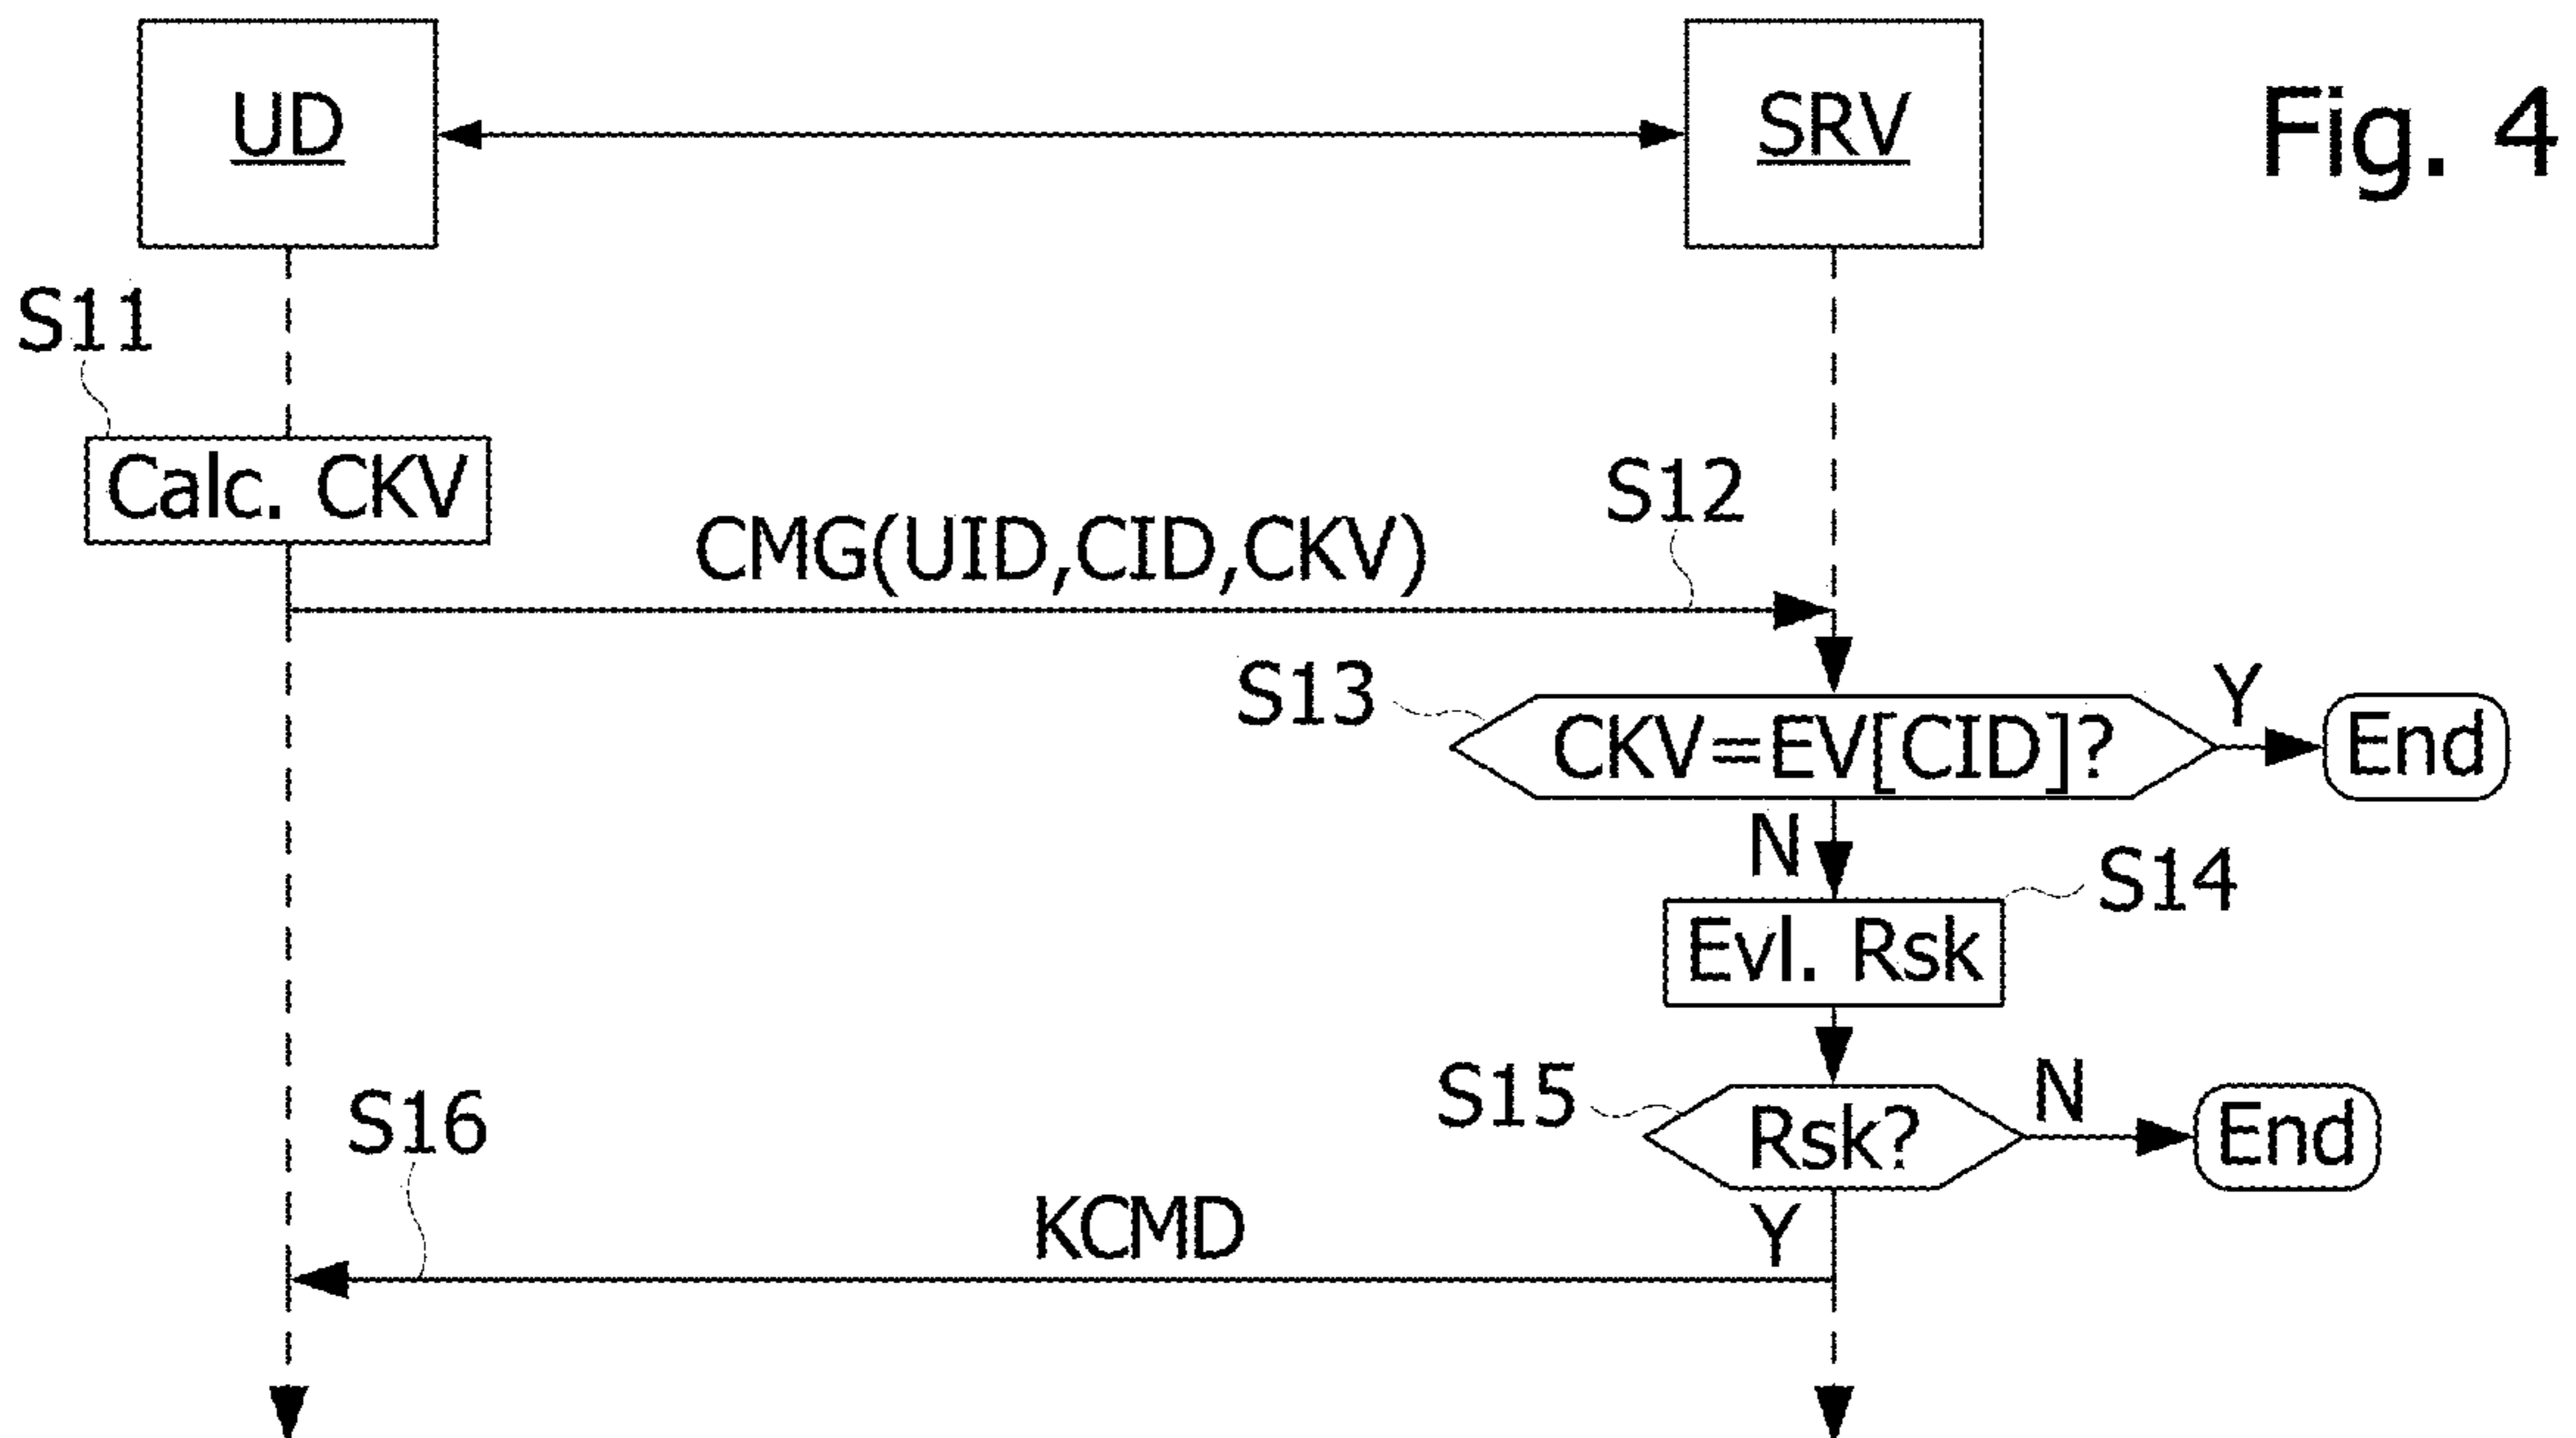 UD
SRV
Fig. 4
S11
Calc. CKV
S12
CMG(UID,CID,CKV)
S13
CKV=EV[CID]?
Y
End
N
S14
Evl. Rsk
S15
Rsk?
N
End
S16
KCMD
Y